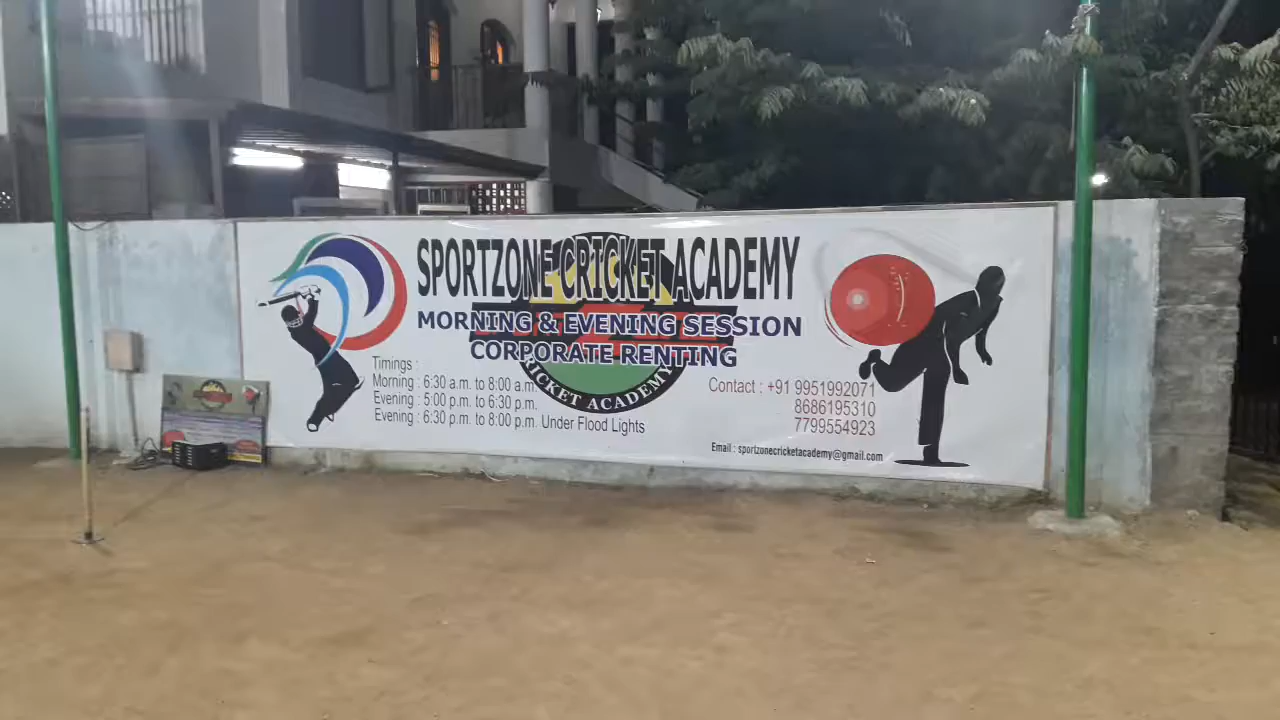 SPORTZONE CRICKET ACADEMY
MORNING & EVENING SESSION
CORPORATE RENTING
CRICKET ACADEMY
Timings :
Morning : 6:30 a.m. to 8:00 a.m.
Evening : 5:00 p.m. to 6:30 p.m.
Evening : 6:30 p.m. to 8:00 p.m. Under Flood Lights
Contact : +91 9951992071
8686195310
7799554923
Email : sportzonecricketacademy@gmail.com